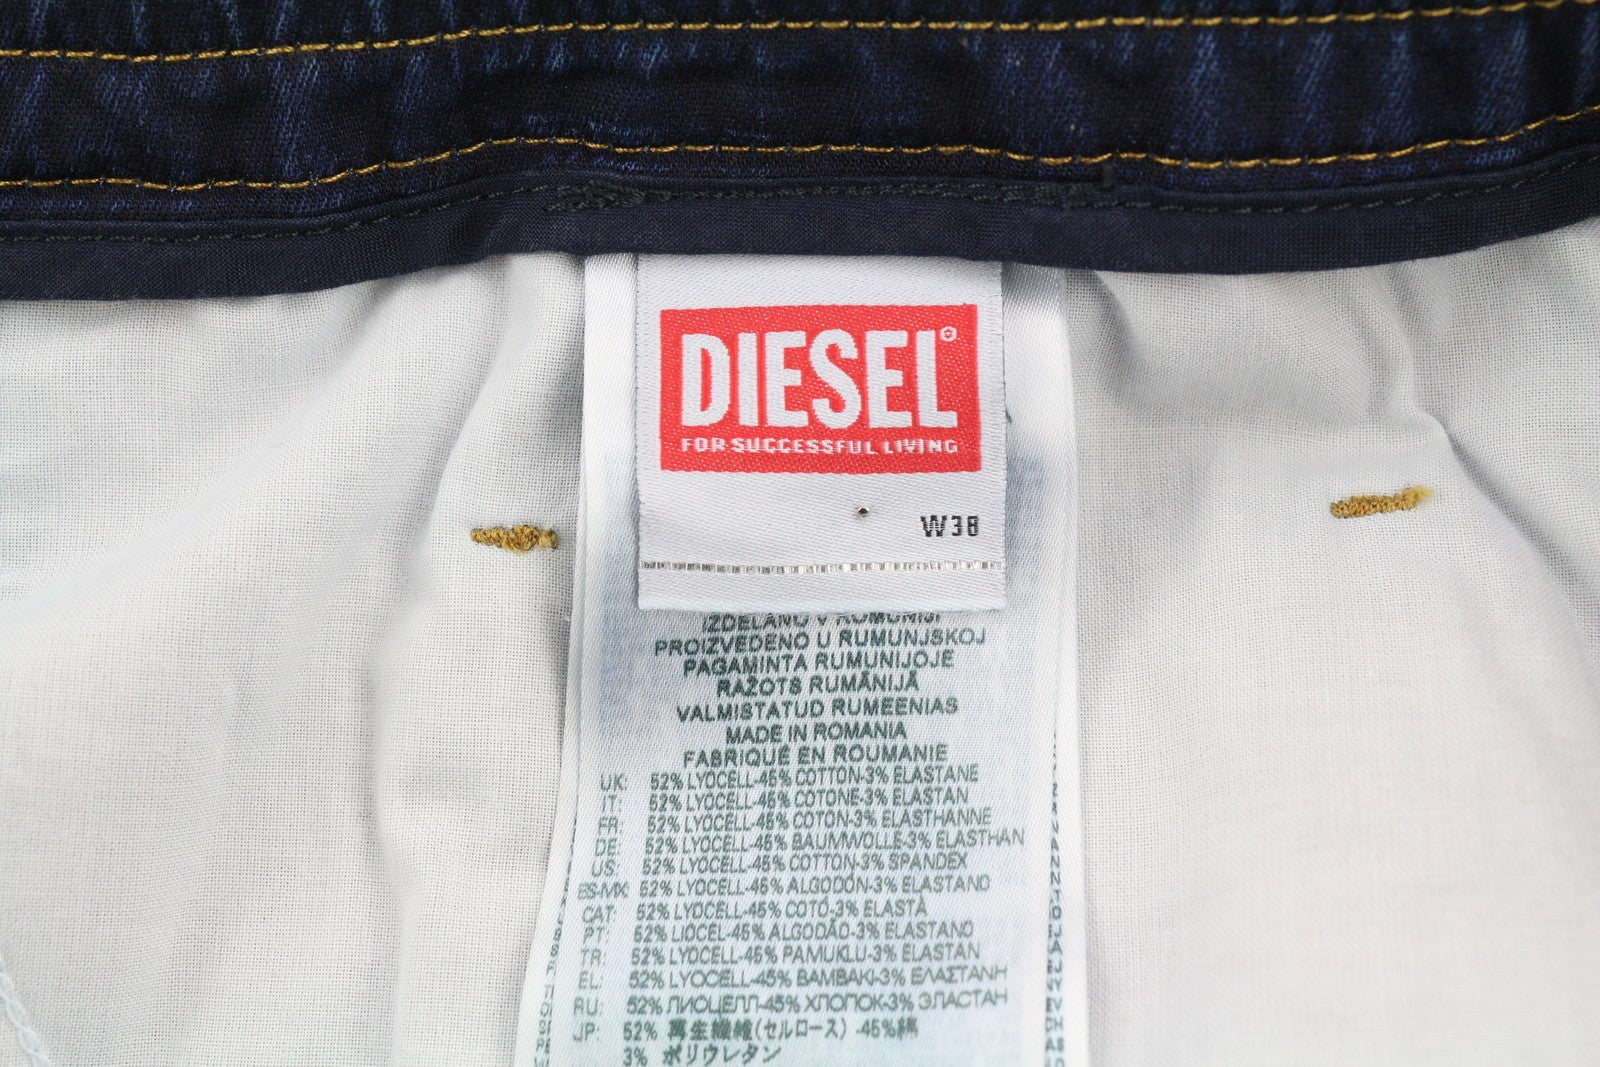 DIESEL
FOR SUCCESSFUL LIVING
W38
IZDELANO V ROMUNIJI
PROIZVEDENO U RUMUNJSKOJ
PAGAMINTA RUMUNIJOJE
RAŽOTS RUMĀNIJĀ
VALMISTATUD RUMEENIAS
MADE IN ROMANIA
FABRIQUÉ EN ROUMANIE
UK: 52% LYOCELL-45% COTTON-3% ELASTANE
IT: 52% LYOCELL-45% COTONE-3% ELASTAN
FR: 52% LYOCELL-45% COTON-3% ELASTHANNE
DE: 52% LYOCELL-45% BAUMWOLLE-3% ELASTHAN
US: 52% LYOCELL-45% COTTON-3% SPANDEX
ES-MX: 52% LYOCELL-45% ALGODÓN-3% ELASTANO
CAT: 52% LYOCELL-45% COTÓ-3% ELASTÀ
PT: 52% LIOCEL-45% ALGODÃO-3% ELASTANO
TR: 52% LYOCELL-45% PAMUKLU-3% ELASTAN
EL: 52% LYOCELL-45% ΒΑΜΒΑΚΙ-3% ΕΛΑΣΤΑΝΗ
RU: 52% ЛИОЦЕЛЛ-45% ХЛОПОК-3% ЭЛАСТАН
JP: 52% 再生繊維(セルロース) -45%綿
3% ポリウレタン